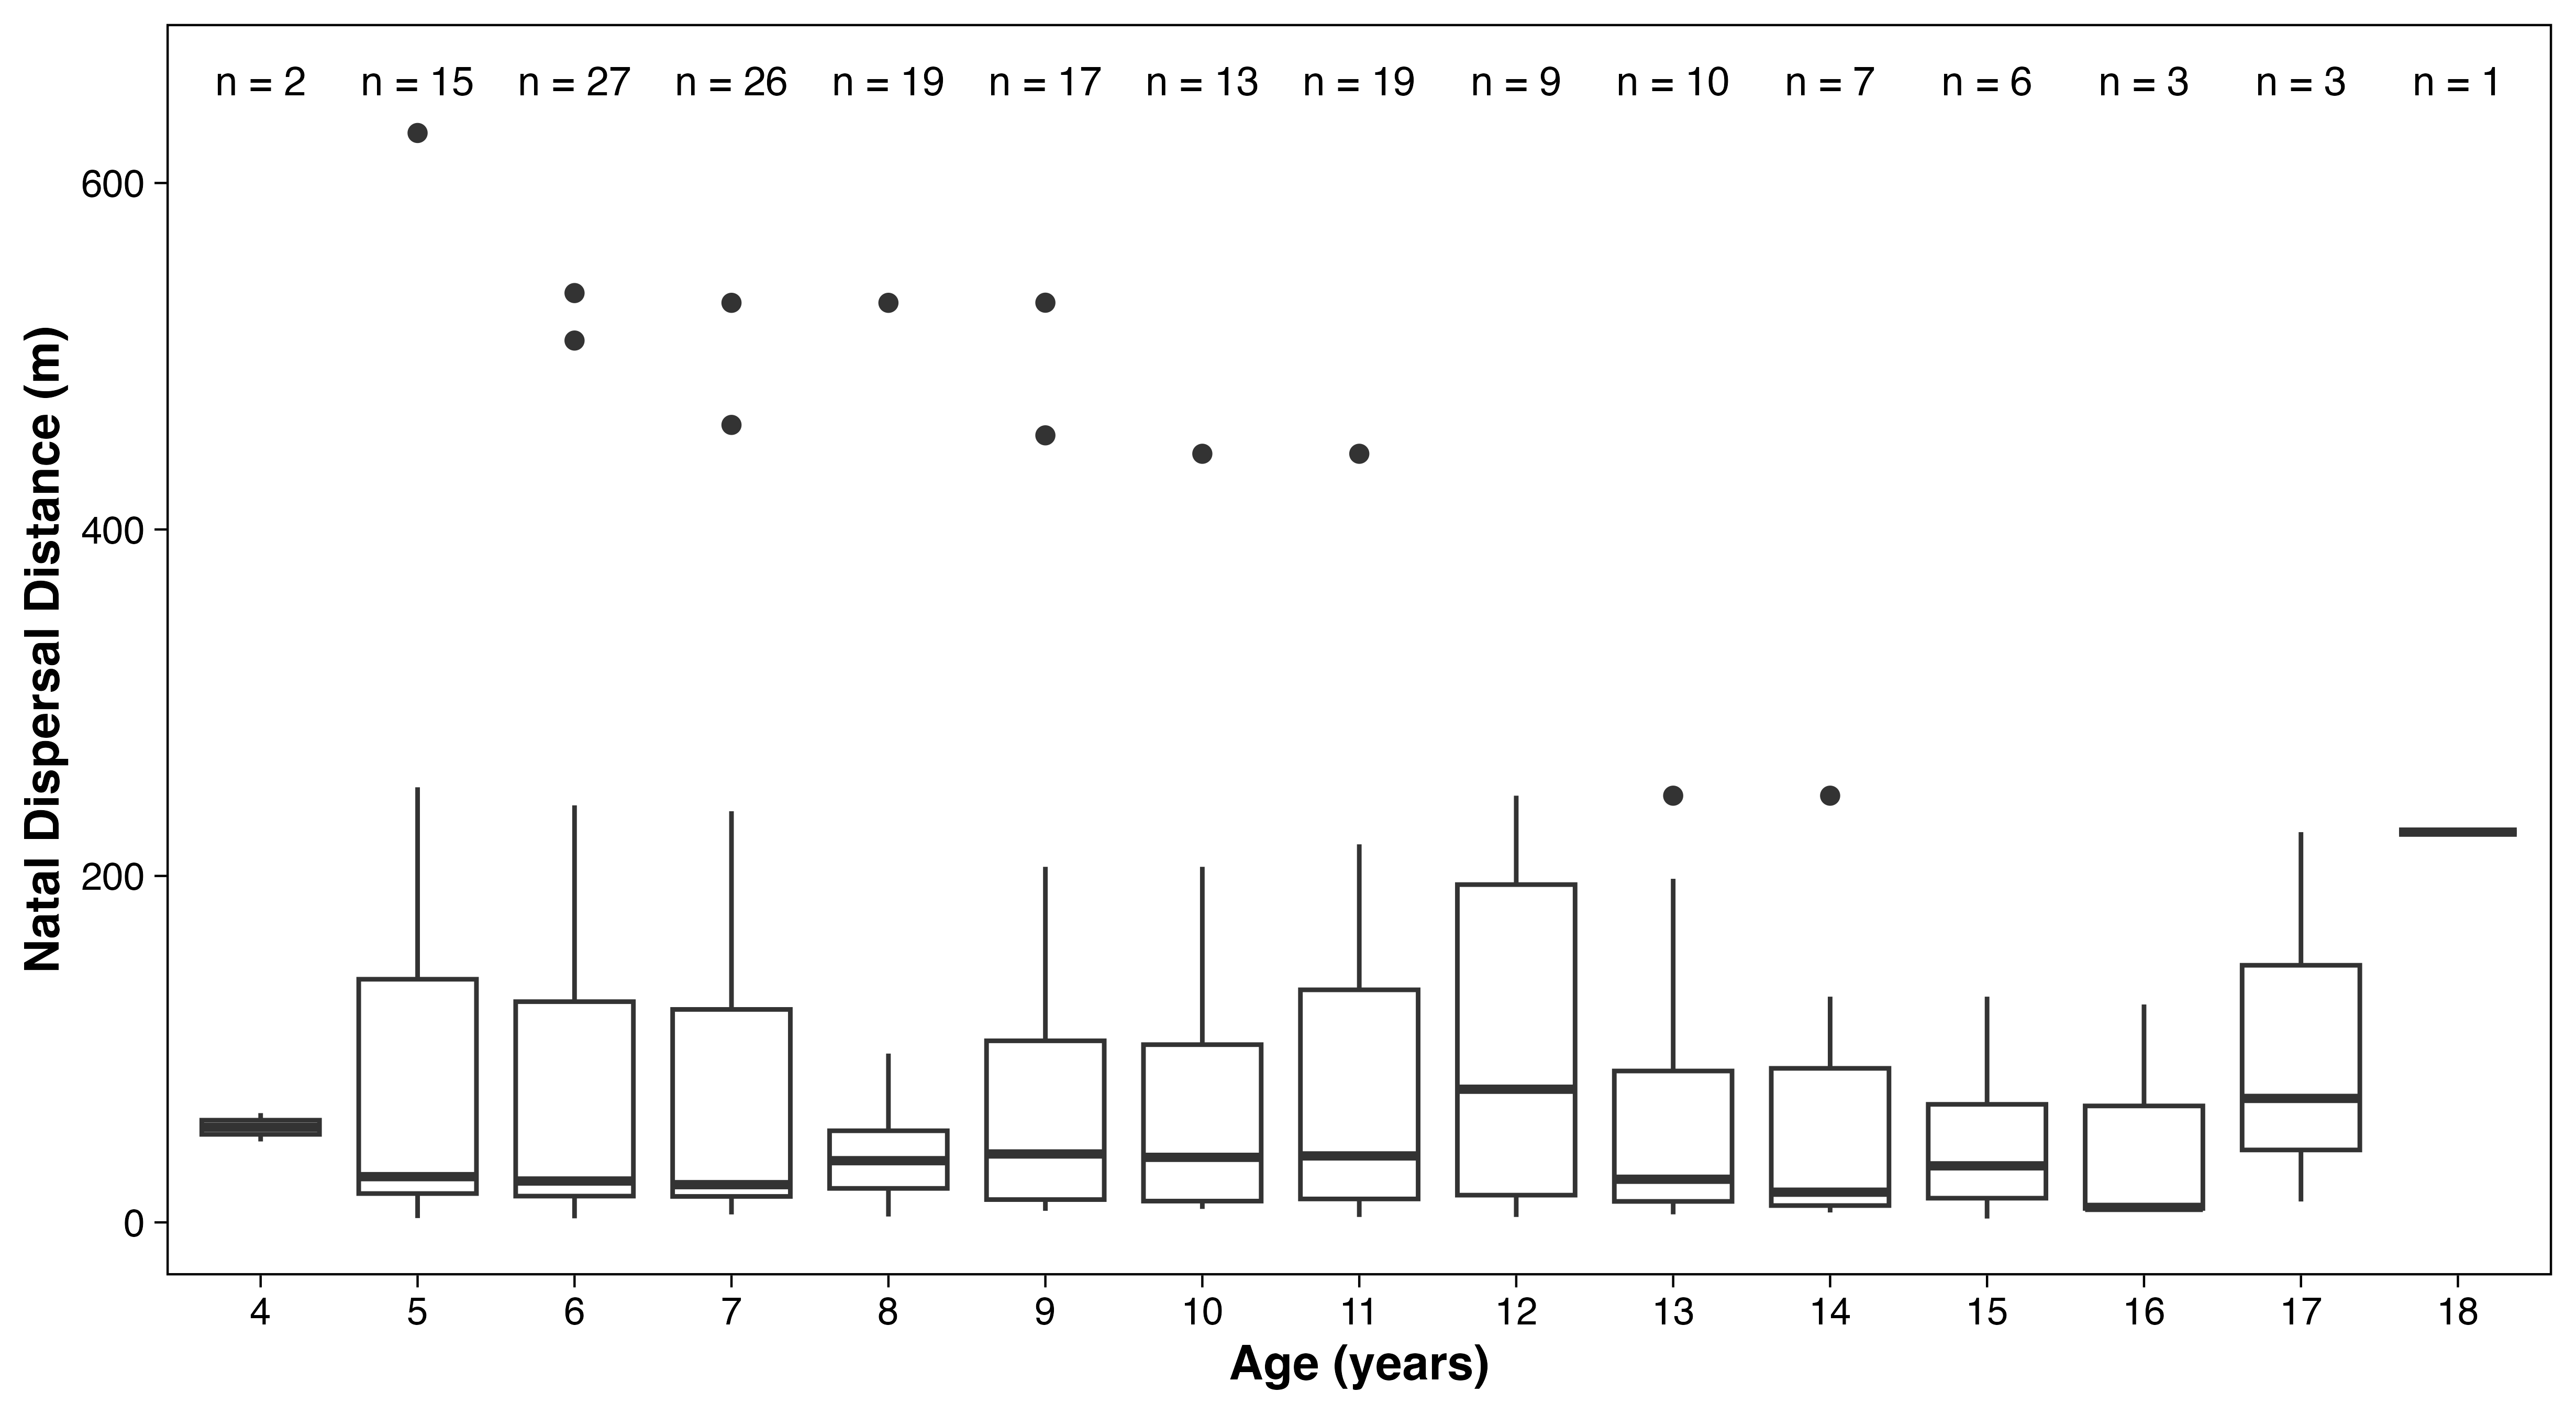 n = 2 n = 15 n = 27 n = 26 n = 19 n = 17 n = 13 n = 19 n = 9 n = 10 n = 7 n = 6 n = 3 n = 3 n = 1
Natal Dispersal Distance (m)
600
400
200
0
4 5 6 7 8 9 10 11 12 13 14 15 16 17 18
Age (years)